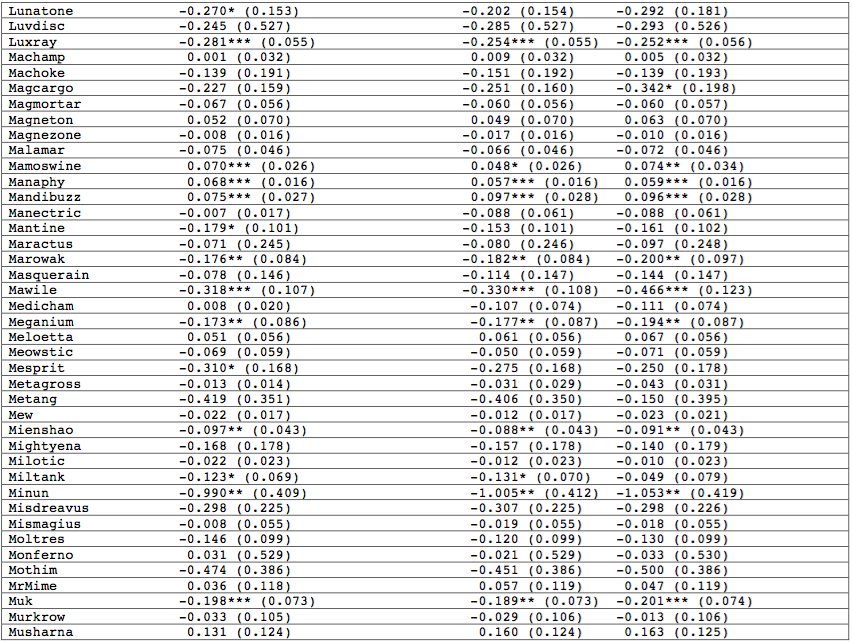 Lunatone -0.270* (0.153) -0.202 (0.154) -0.292 (0.181)
Luvdisc -0.245 (0.527) -0.285 (0.527) -0.293 (0.526)
Luxray -0.281*** (0.055) -0.254*** (0.055) -0.252*** (0.056)
Machamp 0.001 (0.032) 0.009 (0.032) 0.005 (0.032)
Machoke -0.139 (0.191) -0.151 (0.192) -0.139 (0.193)
Magcargo -0.227 (0.159) -0.251 (0.160) -0.342* (0.198)
Magmortar -0.067 (0.056) -0.060 (0.056) -0.060 (0.057)
Magneton 0.052 (0.070) 0.049 (0.070) 0.063 (0.070)
Magnezone -0.008 (0.016) -0.017 (0.016) -0.010 (0.016)
Malamar -0.075 (0.046) -0.066 (0.046) -0.072 (0.046)
Mamoswine 0.070*** (0.026) 0.048* (0.026) 0.074** (0.034)
Manaphy 0.068*** (0.016) 0.057*** (0.016) 0.059*** (0.016)
Mandibuzz 0.075*** (0.027) 0.097*** (0.028) 0.096*** (0.028)
Manectric -0.007 (0.017) -0.088 (0.061) -0.088 (0.061)
Mantine -0.179* (0.101) -0.153 (0.101) -0.161 (0.102)
Maractus -0.071 (0.245) -0.080 (0.246) -0.097 (0.248)
Marowak -0.176** (0.084) -0.182** (0.084) -0.200** (0.097)
Masquerain -0.078 (0.146) -0.114 (0.147) -0.144 (0.147)
Mawile -0.318*** (0.107) -0.330*** (0.108) -0.466*** (0.123)
Medicham 0.008 (0.020) -0.107 (0.074) -0.111 (0.074)
Meganium -0.173** (0.086) -0.177** (0.087) -0.194** (0.087)
Meloetta 0.051 (0.056) 0.061 (0.056) 0.067 (0.056)
Meowstic -0.069 (0.059) -0.050 (0.059) -0.071 (0.059)
Mesprit -0.310* (0.168) -0.275 (0.168) -0.250 (0.178)
Metagross -0.013 (0.014) -0.031 (0.029) -0.043 (0.031)
Metang -0.419 (0.351) -0.406 (0.350) -0.150 (0.395)
Mew -0.022 (0.017) -0.012 (0.017) -0.023 (0.021)
Mienshao -0.097** (0.043) -0.088** (0.043) -0.091** (0.043)
Mightyena -0.168 (0.178) -0.157 (0.178) -0.140 (0.179)
Milotic -0.022 (0.023) -0.012 (0.023) -0.010 (0.023)
Miltank -0.123* (0.069) -0.131* (0.070) -0.049 (0.079)
Minun -0.990** (0.409) -1.005** (0.412) -1.053** (0.419)
Misdreavus -0.298 (0.225) -0.307 (0.225) -0.298 (0.226)
Mismagius -0.008 (0.055) -0.019 (0.055) -0.018 (0.055)
Moltres -0.146 (0.099) -0.120 (0.099) -0.130 (0.099)
Monferno 0.031 (0.529) -0.021 (0.529) -0.033 (0.530)
Mothim -0.474 (0.386) -0.451 (0.386) -0.500 (0.386)
MrMime 0.036 (0.118) 0.057 (0.119) 0.047 (0.119)
Muk -0.198*** (0.073) -0.189** (0.073) -0.201*** (0.074)
Murkrow -0.033 (0.105) -0.029 (0.106) -0.013 (0.106)
Musharna 0.131 (0.124) 0.160 (0.124) 0.163 (0.125)